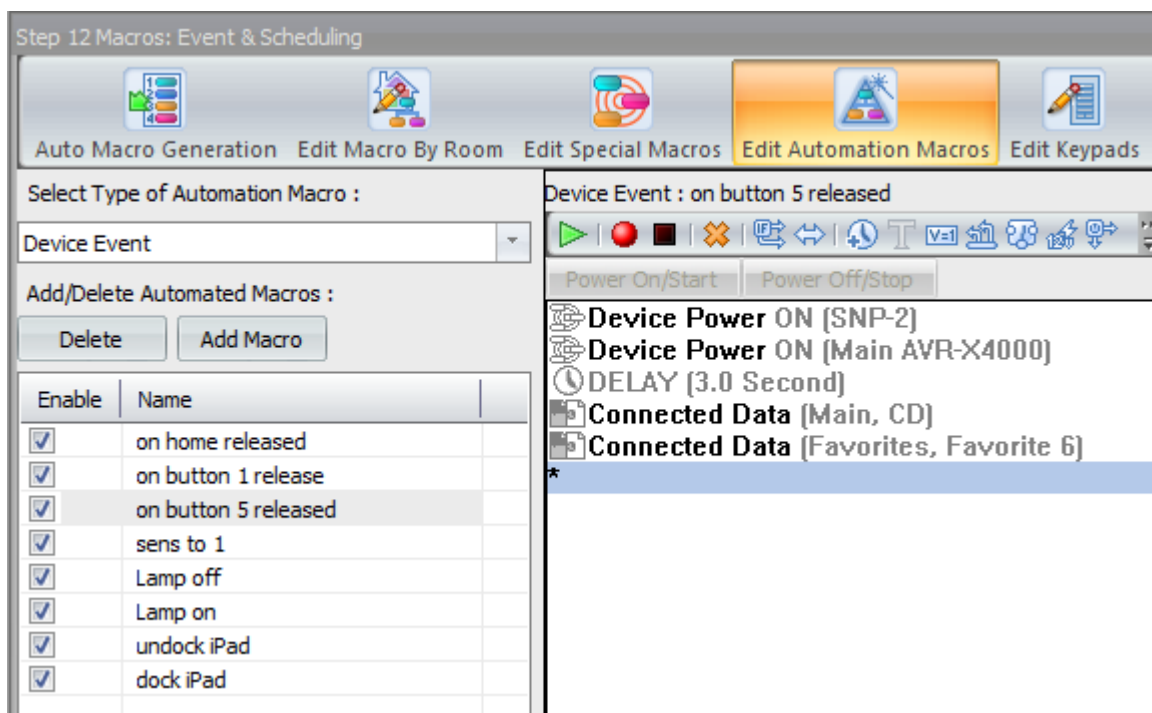 Step 12 Macros: Event & Scheduling
Auto Macro Generation Edit Macro By Room Edit Special Macros Edit Automation Macros Edit Keypads
Select Type of Automation Macro :
Device Event
Add/Delete Automated Macros :
Delete Add Macro
Enable Name
on home released
on button 1 release
on button 5 released
sens to 1
Lamp off
Lamp on
undock iPad
dock iPad
Device Event : on button 5 released
Power On/Start Power Off/Stop
Device Power ON (SNP-2)
Device Power ON (Main AVR-X4000)
DELAY (3.0 Second)
Connected Data (Main, CD)
Connected Data (Favorites, Favorite 6)
*